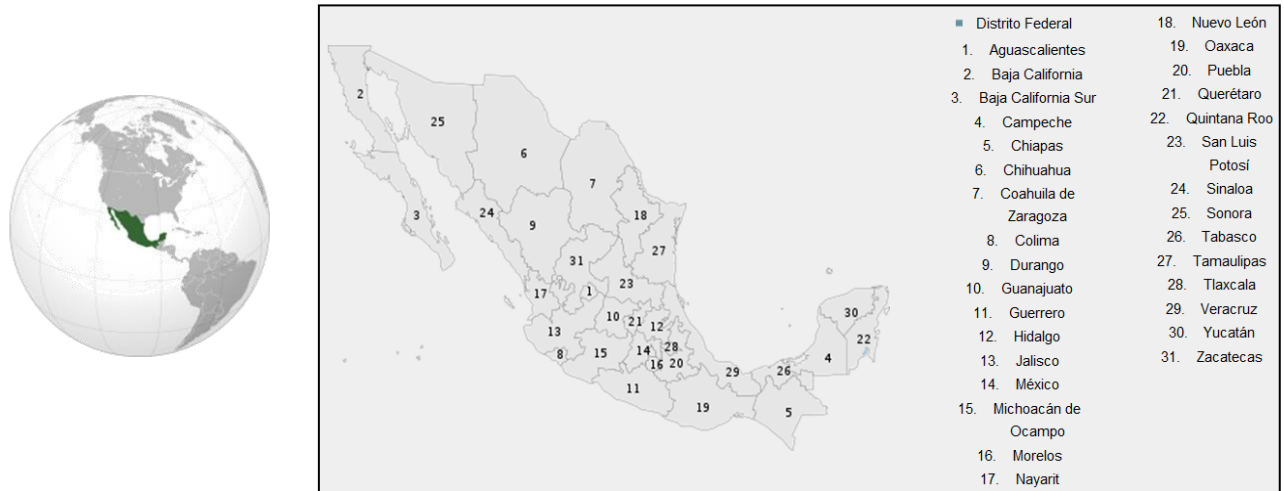 Distrito Federal
1. Aguascalientes
2. Baja California
3. Baja California Sur
4. Campeche
5. Chiapas
6. Chihuahua
7. Coahuila de
Zaragoza
8. Colima
9. Durango
10. Guanajuato
11. Guerrero
12. Hidalgo
13. Jalisco
14. México
15. Michoacán de
Ocampo
16. Morelos
17. Nayarit
18. Nuevo León
19. Oaxaca
20. Puebla
21. Querétaro
22. Quintana Roo
23. San Luis
Potosí
24. Sinaloa
25. Sonora
26. Tabasco
27. Tamaulipas
28. Tlaxcala
29. Veracruz
30. Yucatán
31. Zacatecas
2
25
6
7
3
24
9
18
27
31
23
17
1
10
21
12
13
8
15
14
28
16
20
11
19
29
26
5
4
30
22